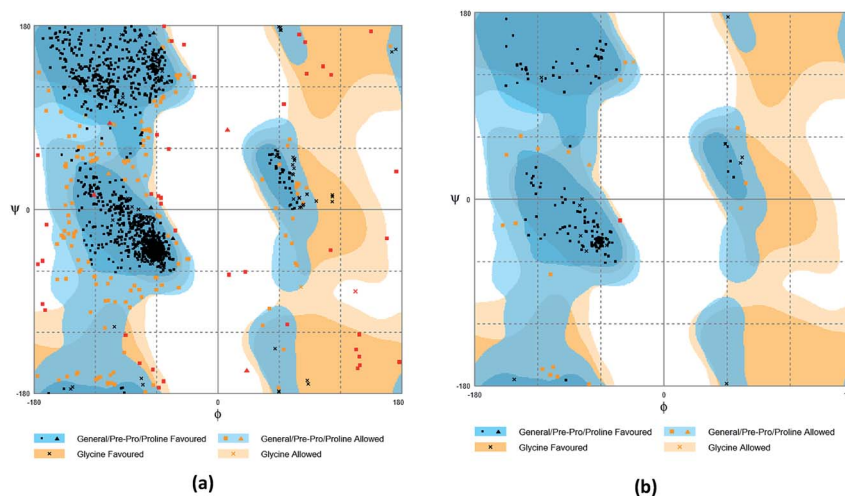 180
ψ
0
-180
-180
0
ϕ
180
General/Pre-Pro/Proline Favoured
General/Pre-Pro/Proline Allowed
Glycine Favoured
Glycine Allowed
(a)
180
ψ
0
-180
-180
0
ϕ
General/Pre-Pro/Proline Favoured
General/Pre-Pro/Proline Allowed
Glycine Favoured
Glycine Allowed
(b)